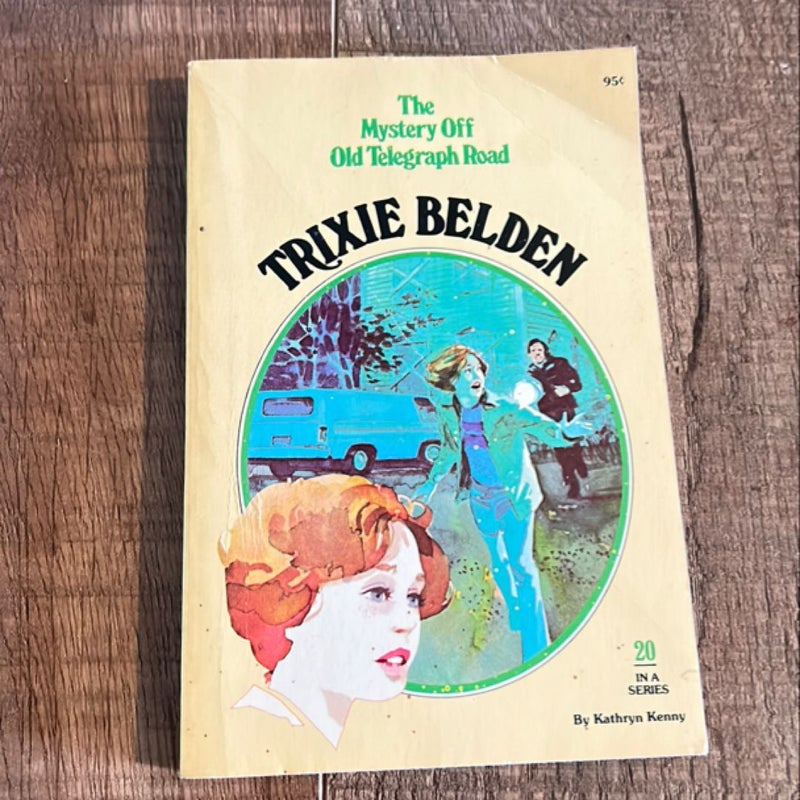 95¢
The
Mystery Off
Old Telegraph Road
TRIXIE BELDEN
20
IN A
SERIES
By Kathryn Kenny